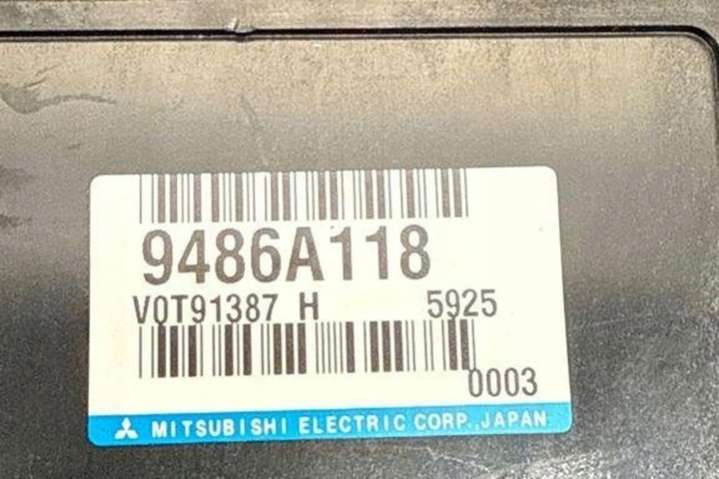 9486A118
V0T91387 H 5925
0003
MITSUBISHI ELECTRIC CORP.,JAPAN